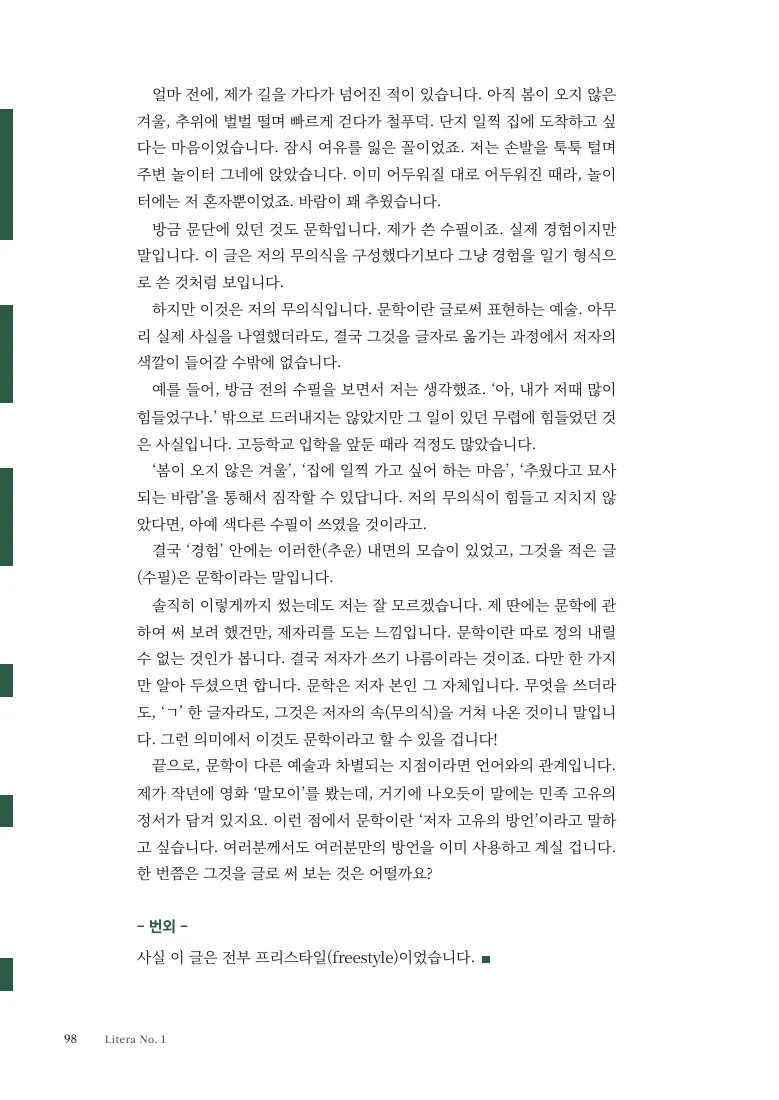 얼마 전에, 제가 길을 가다가 넘어진 적이 있습니다. 아직 봄이 오지 않은
겨울, 추위에 벌벌 떨며 빠르게 걷다가 철푸덕. 단지 일찍 집에 도착하고 싶
다는 마음이었습니다. 잠시 여유를 잃은 꼴이었죠. 저는 손발을 툭툭 털며
주변 놀이터 그네에 앉았습니다. 이미 어두워질 대로 어두워진 때라, 놀이
터에는 저 혼자뿐이었죠. 바람이 꽤 추웠습니다.
방금 문단에 있던 것도 문학입니다. 제가 쓴 수필이죠. 실제 경험이지만
말입니다. 이 글은 저의 무의식을 구성했다기보다 그냥 경험을 일기 형식으
로 쓴 것처럼 보입니다.
하지만 이것은 저의 무의식입니다. 문학이란 글로써 표현하는 예술. 아무
리 실제 사실을 나열했더라도, 결국 그것을 글자로 옮기는 과정에서 저자의
색깔이 들어갈 수밖에 없습니다.
예를 들어, 방금 전의 수필을 보면서 저는 생각했죠. ‘아, 내가 저때 많이
힘들었구나.’ 밖으로 드러내지는 않았지만 그 일이 있던 무렵에 힘들었던 것
은 사실입니다. 고등학교 입학을 앞둔 때라 걱정도 많았습니다.
‘봄이 오지 않은 겨울’, ‘집에 일찍 가고 싶어 하는 마음’, ‘추웠다고 묘사
되는 바람’을 통해서 짐작할 수 있답니다. 저의 무의식이 힘들고 지치지 않
았다면, 아예 색다른 수필이 쓰였을 것이라고.
결국 ‘경험’ 안에는 이러한(추운) 내면의 모습이 있었고, 그것을 적은 글
(수필)은 문학이라는 말입니다.
솔직히 이렇게까지 썼는데도 저는 잘 모르겠습니다. 제 딴에는 문학에 관
하여 써 보려 했건만, 제자리를 도는 느낌입니다. 문학이란 따로 정의 내릴
수 없는 것인가 봅니다. 결국 저자가 쓰기 나름이라는 것이죠. 다만 한 가지
만 알아 두셨으면 합니다. 문학은 저자 본인 그 자체입니다. 무엇을 쓰더라
도, ‘ㄱ’ 한 글자라도, 그것은 저자의 속(무의식)을 거쳐 나온 것이니 말입니
다. 그런 의미에서 이것도 문학이라고 할 수 있을 겁니다!
끝으로, 문학이 다른 예술과 차별되는 지점이라면 언어와의 관계입니다.
제가 작년에 영화 ‘말모이’를 봤는데, 거기에 나오듯이 말에는 민족 고유의
정서가 담겨 있지요. 이런 점에서 문학이란 ‘저자 고유의 방언’이라고 말하
고 싶습니다. 여러분께서도 여러분만의 방언을 이미 사용하고 계실 겁니다.
한 번쯤은 그것을 글로 써 보는 것은 어떨까요?
– 번외 –
사실 이 글은 전부 프리스타일(freestyle)이었습니다. ■
98 Litera No. 1